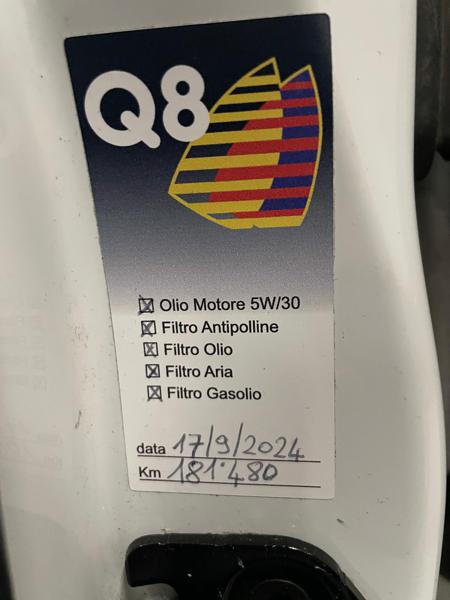 Q8
Olio Motore 5W/30
Filtro Antipolline
Filtro Olio
Filtro Aria
Filtro Gasolio
data 17/9/2024
Km 181'480